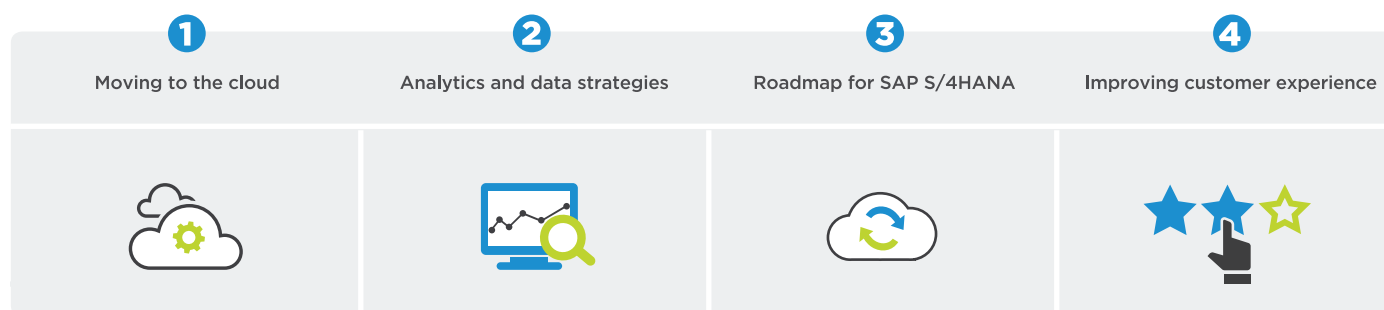 1
Moving to the cloud
2
Analytics and data strategies
3
Roadmap for SAP S/4HANA
4
Improving customer experience